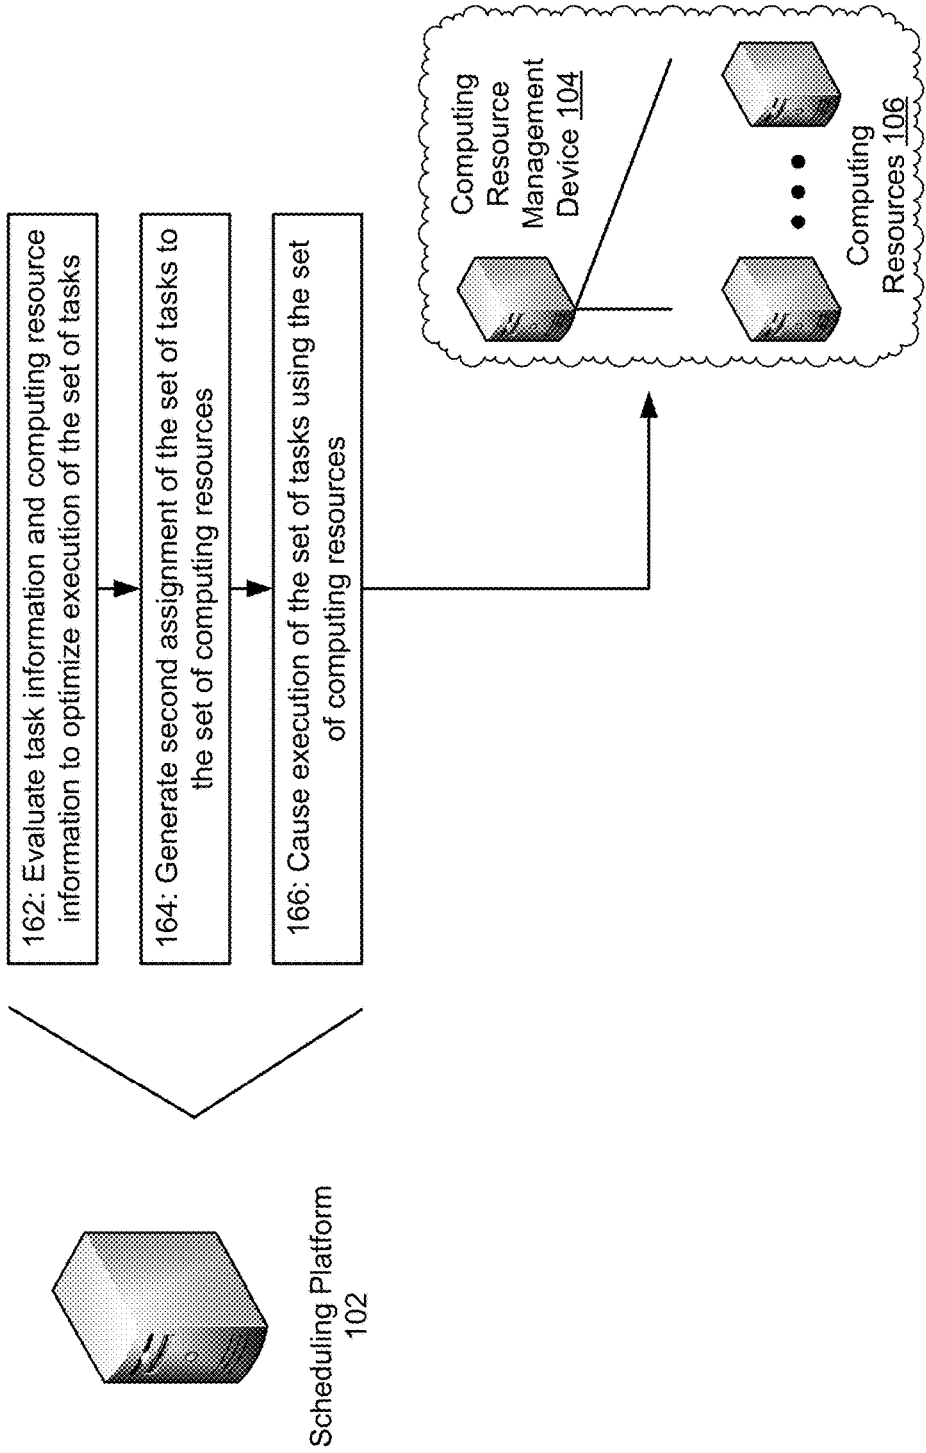 162: Evaluate task information and computing resource
information to optimize execution of the set of tasks
164: Generate second assignment of the set of tasks to
the set of computing resources
166: Cause execution of the set of tasks using the set
of computing resources
Scheduling Platform
102
Computing
Resource
Management
Device 104
Computing
Resources 106